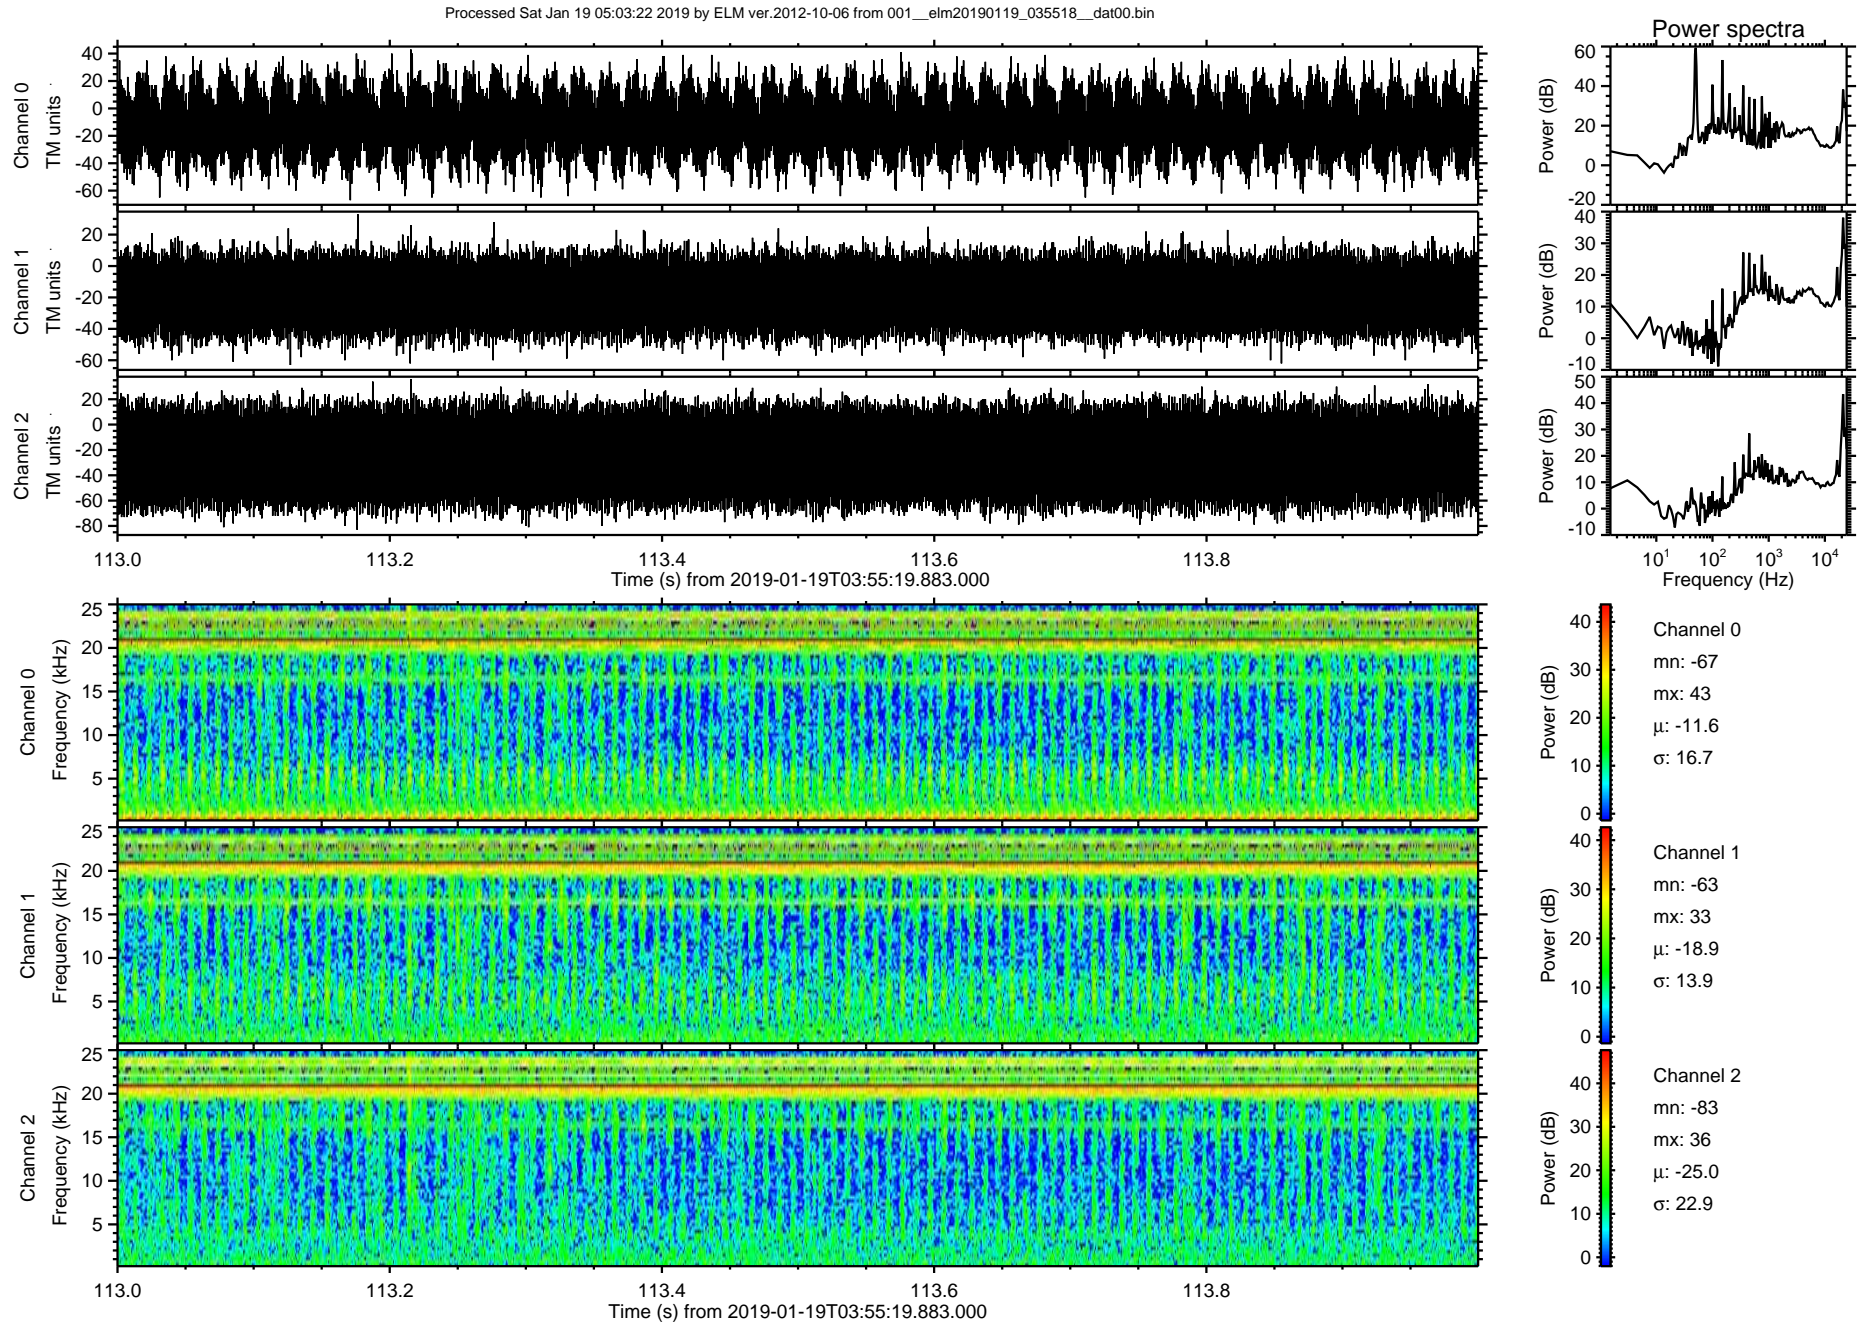 Processed Sat Jan 19 05:03:22 2019 by ELM ver.2012-10-06 from 001__elm20190119_035518__dat00.bin
Power spectra
Channel 0
TM units
40
20
0
-20
-40
-60
Power (dB)
60
40
20
0
-20
Channel 1
TM units
20
0
-20
-40
-60
Power (dB)
40
30
20
10
0
-10
Channel 2
TM units
20
0
-20
-40
-60
-80
Power (dB)
50
40
30
20
10
0
-10
113.0 113.2 113.4 113.6 113.8
Time (s) from 2019-01-19T03:55:19.883.000
10¹ 10² 10³ 10⁴
Frequency (Hz)
Channel 0
Frequency (kHz)
25
20
15
10
5
Power (dB)
40
30
20
10
0
Channel 0
mn: -67
mx: 43
μ: -11.6
σ: 16.7
Channel 1
Frequency (kHz)
25
20
15
10
5
Power (dB)
40
30
20
10
0
Channel 1
mn: -63
mx: 33
μ: -18.9
σ: 13.9
Channel 2
Frequency (kHz)
25
20
15
10
5
Power (dB)
40
30
20
10
0
Channel 2
mn: -83
mx: 36
μ: -25.0
σ: 22.9
113.0 113.2 113.4 113.6 113.8
Time (s) from 2019-01-19T03:55:19.883.000